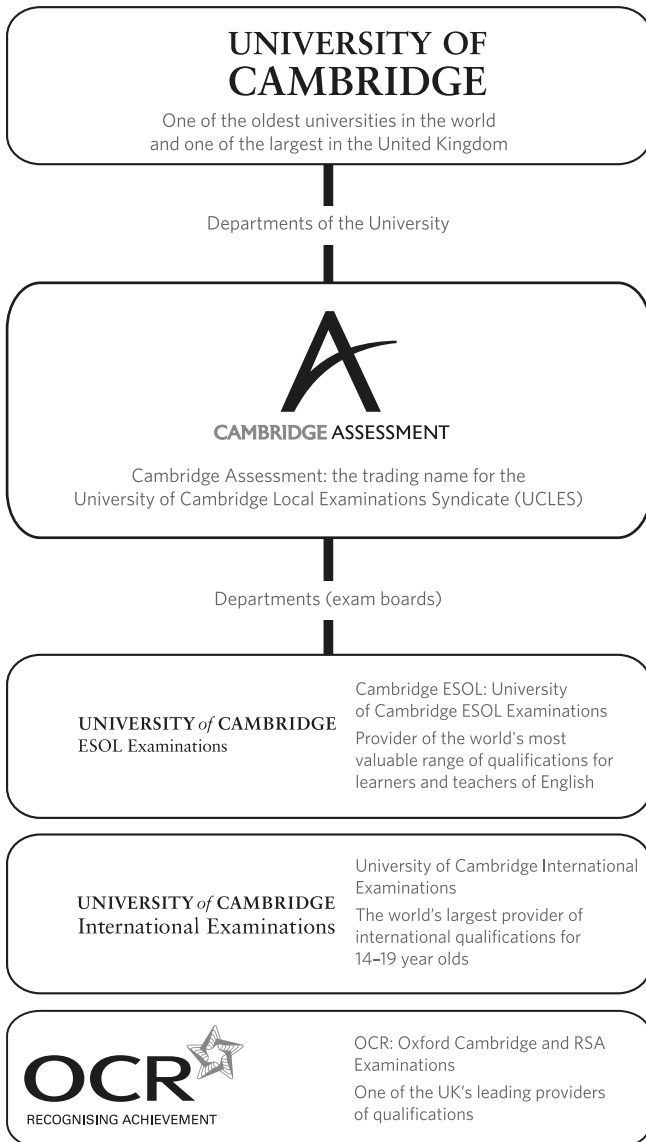 UNIVERSITY OF
CAMBRIDGE
One of the oldest universities in the world
and one of the largest in the United Kingdom
Departments of the University
CAMBRIDGE ASSESSMENT
Cambridge Assessment: the trading name for the
University of Cambridge Local Examinations Syndicate (UCLES)
Departments (exam boards)
UNIVERSITY of CAMBRIDGE
ESOL Examinations
Cambridge ESOL: University
of Cambridge ESOL Examinations
Provider of the world's most
valuable range of qualifications for
learners and teachers of English
UNIVERSITY of CAMBRIDGE
International Examinations
University of Cambridge International
Examinations
The world’s largest provider of
international qualifications for
14–19 year olds
OCR
RECOGNISING ACHIEVEMENT
OCR: Oxford Cambridge and RSA
Examinations
One of the UK’s leading providers
of qualifications